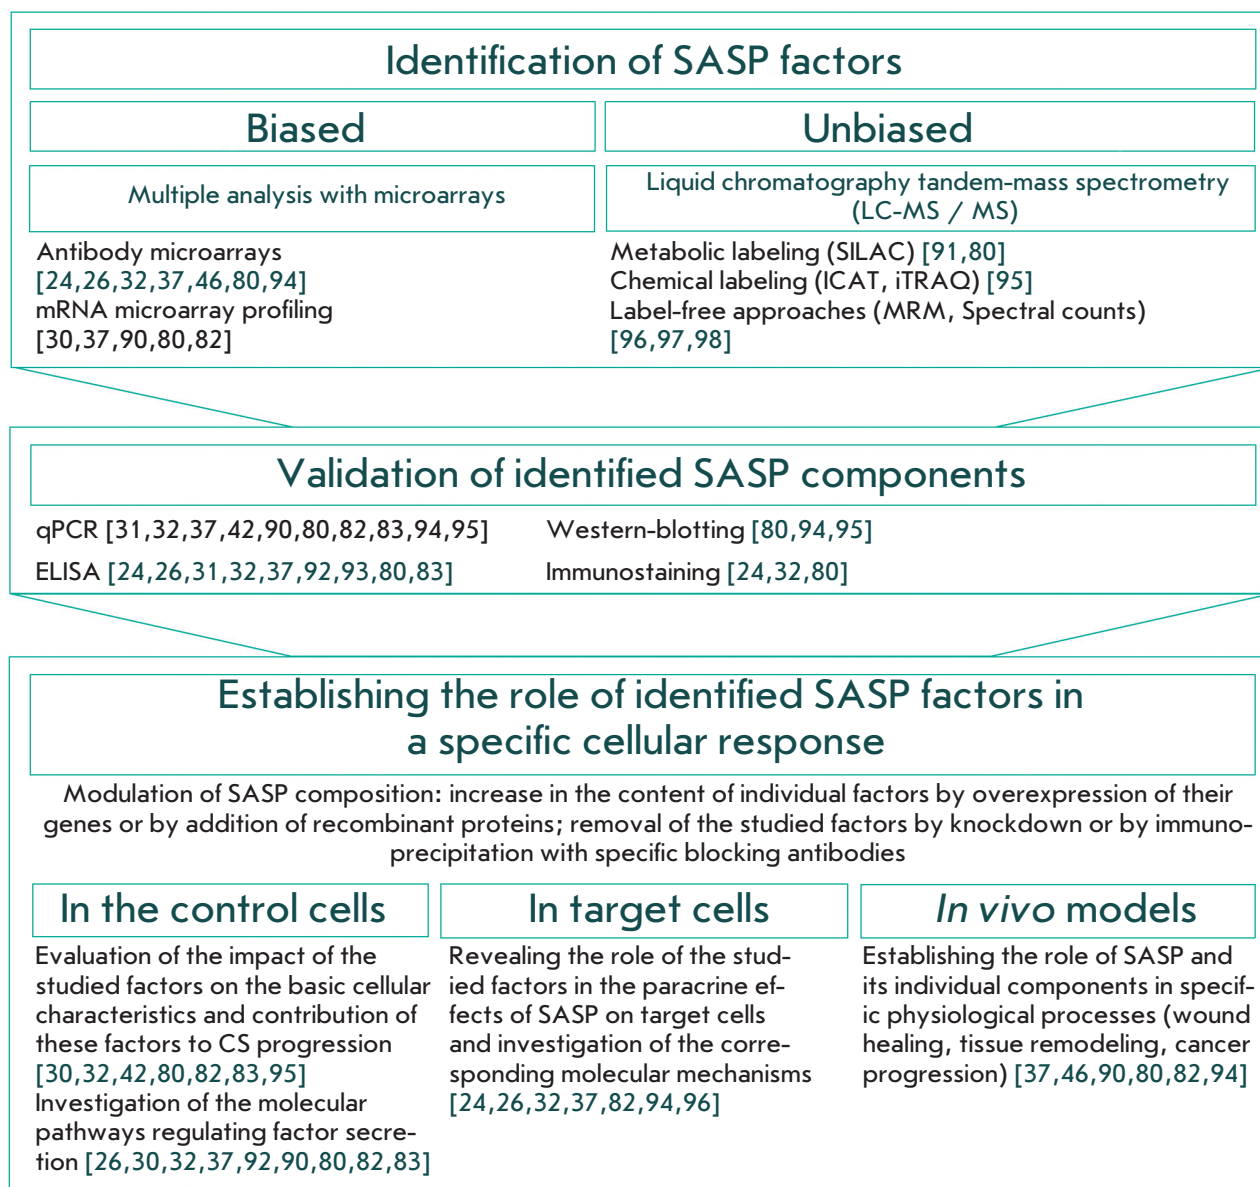 Identification of SASP factors
Biased
Multiple analysis with microarrays
Antibody microarrays
[24,26,32,37,46,80,94]
mRNA microarray profiling
[30,37,90,80,82]
Unbiased
Liquid chromatography tandem-mass spectrometry
(LC-MS / MS)
Metabolic labeling (SILAC) [91,80]
Chemical labeling (ICAT, iTRAQ) [95]
Label-free approaches (MRM, Spectral counts)
[96,97,98]
Validation of identified SASP components
qPCR [31,32,37,42,90,80,82,83,94,95]
Western-blotting [80,94,95]
ELISA [24,26,31,32,37,92,93,80,83]
Immunostaining [24,32,80]
Establishing the role of identified SASP factors in
a specific cellular response
Modulation of SASP composition: increase in the content of individual factors by overexpression of their
genes or by addition of recombinant proteins; removal of the studied factors by knockdown or by immuno-
precipitation with specific blocking antibodies
In the control cells
Evaluation of the impact of the
studied factors on the basic cellular
characteristics and contribution of
these factors to CS progression
[30,32,42,80,82,83,95]
Investigation of the molecular
pathways regulating factor secre-
tion [26,30,32,37,92,90,80,82,83]
In target cells
Revealing the role of the stud-
ied factors in the paracrine ef-
fects of SASP on target cells
and investigation of the corre-
sponding molecular mechanisms
[24,26,32,37,82,94,96]
In vivo models
Establishing the role of SASP and
its individual components in specif-
ic physiological processes (wound
healing, tissue remodeling, cancer
progression) [37,46,90,80,82,94]